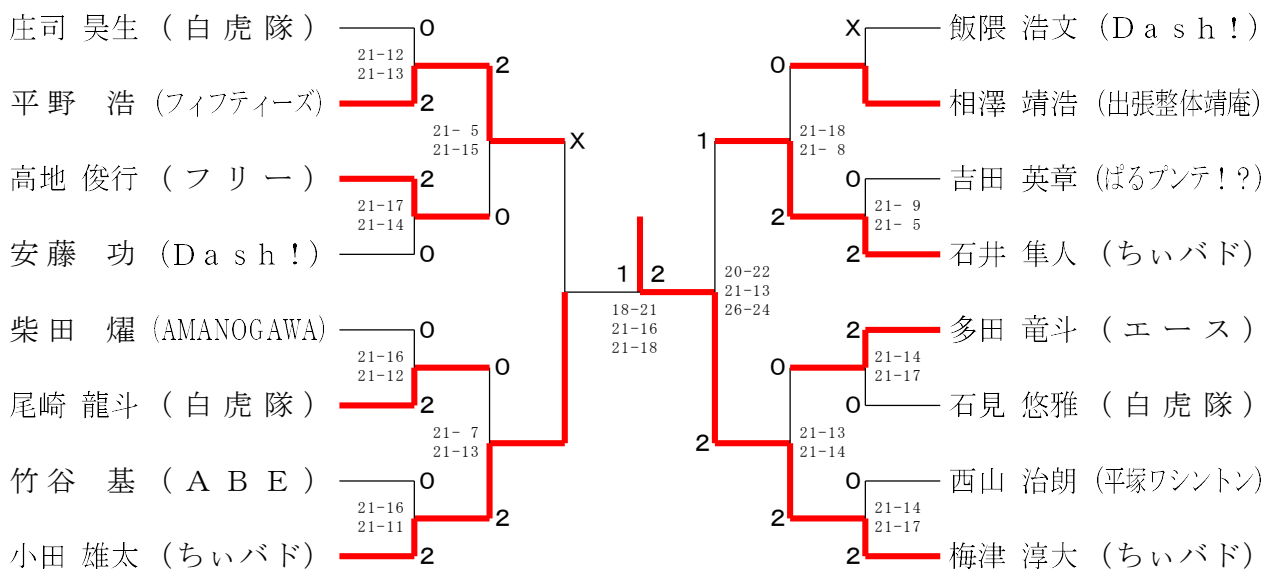 庄司 昊生 (白虎隊)
0
21-12
21-13
2
平野 浩 (フィフティーズ)
2
21- 5
21-15
X
高地 俊行 (フリー)
2
21-17
21-14
0
安藤 功 (Dash!)
0
柴田 燿 (AMANOGAWA)
0
21-16
21-12
0
尾崎 龍斗 (白虎隊)
2
21- 7
21-13
竹谷 基 (ABE)
0
21-16
21-11
2
小田 雄太 (ちぃバド)
2
1 2
18-21
21-16
21-18
X
飯隈 浩文 (Dash!)
0
相澤 靖浩 (出張整体靖庵)
1
21-18
21- 8
0
吉田 英章 (ぱるプンテ!?)
2
21- 9
21- 5
2
石井 隼人 (ちぃバド)
20-22
21-13
26-24
2
多田 竜斗 (エース)
0
21-14
21-17
0
石見 悠雅 (白虎隊)
2
21-13
21-14
0
西山 治朗 (平塚ワシントン)
2
21-14
21-17
2
梅津 淳大 (ちぃバド)